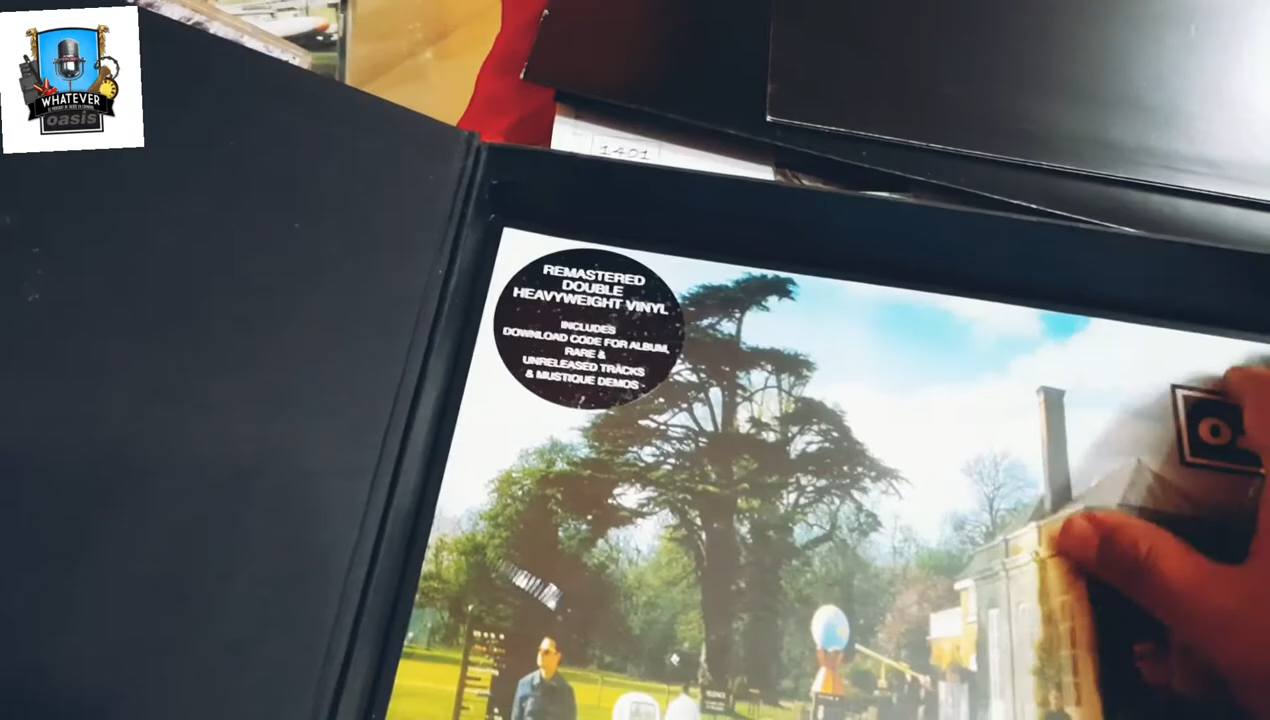 WHATEVER
oasis
1401
REMASTERED
DOUBLE
HEAVYWEIGHT VINYL
INCLUDES
DOWNLOAD CODE FOR ALBUM,
RARE &
UNRELEASED TRACKS
& MUSTIQUE DEMOS